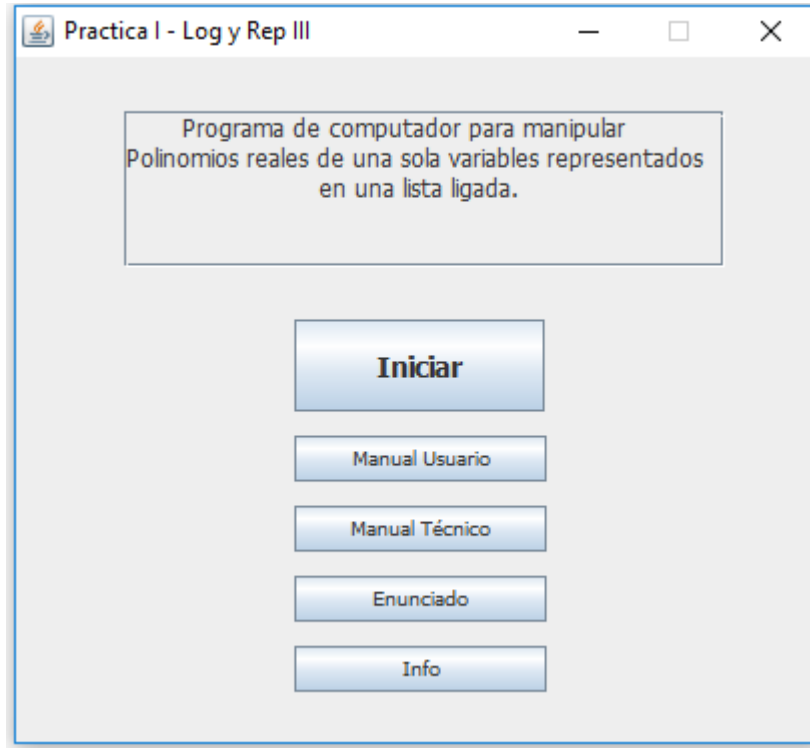 Practica I - Log y Rep III
Programa de computador para manipular
Polinomios reales de una sola variables representados
en una lista ligada.
Iniciar
Manual Usuario
Manual Técnico
Enunciado
Info